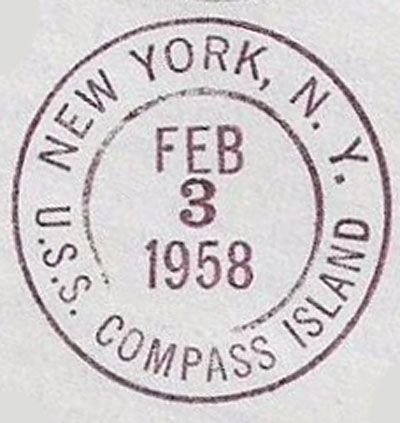 NEW YORK, N. Y.
FEB
3
1958
U.S.S. COMPASS ISLAND